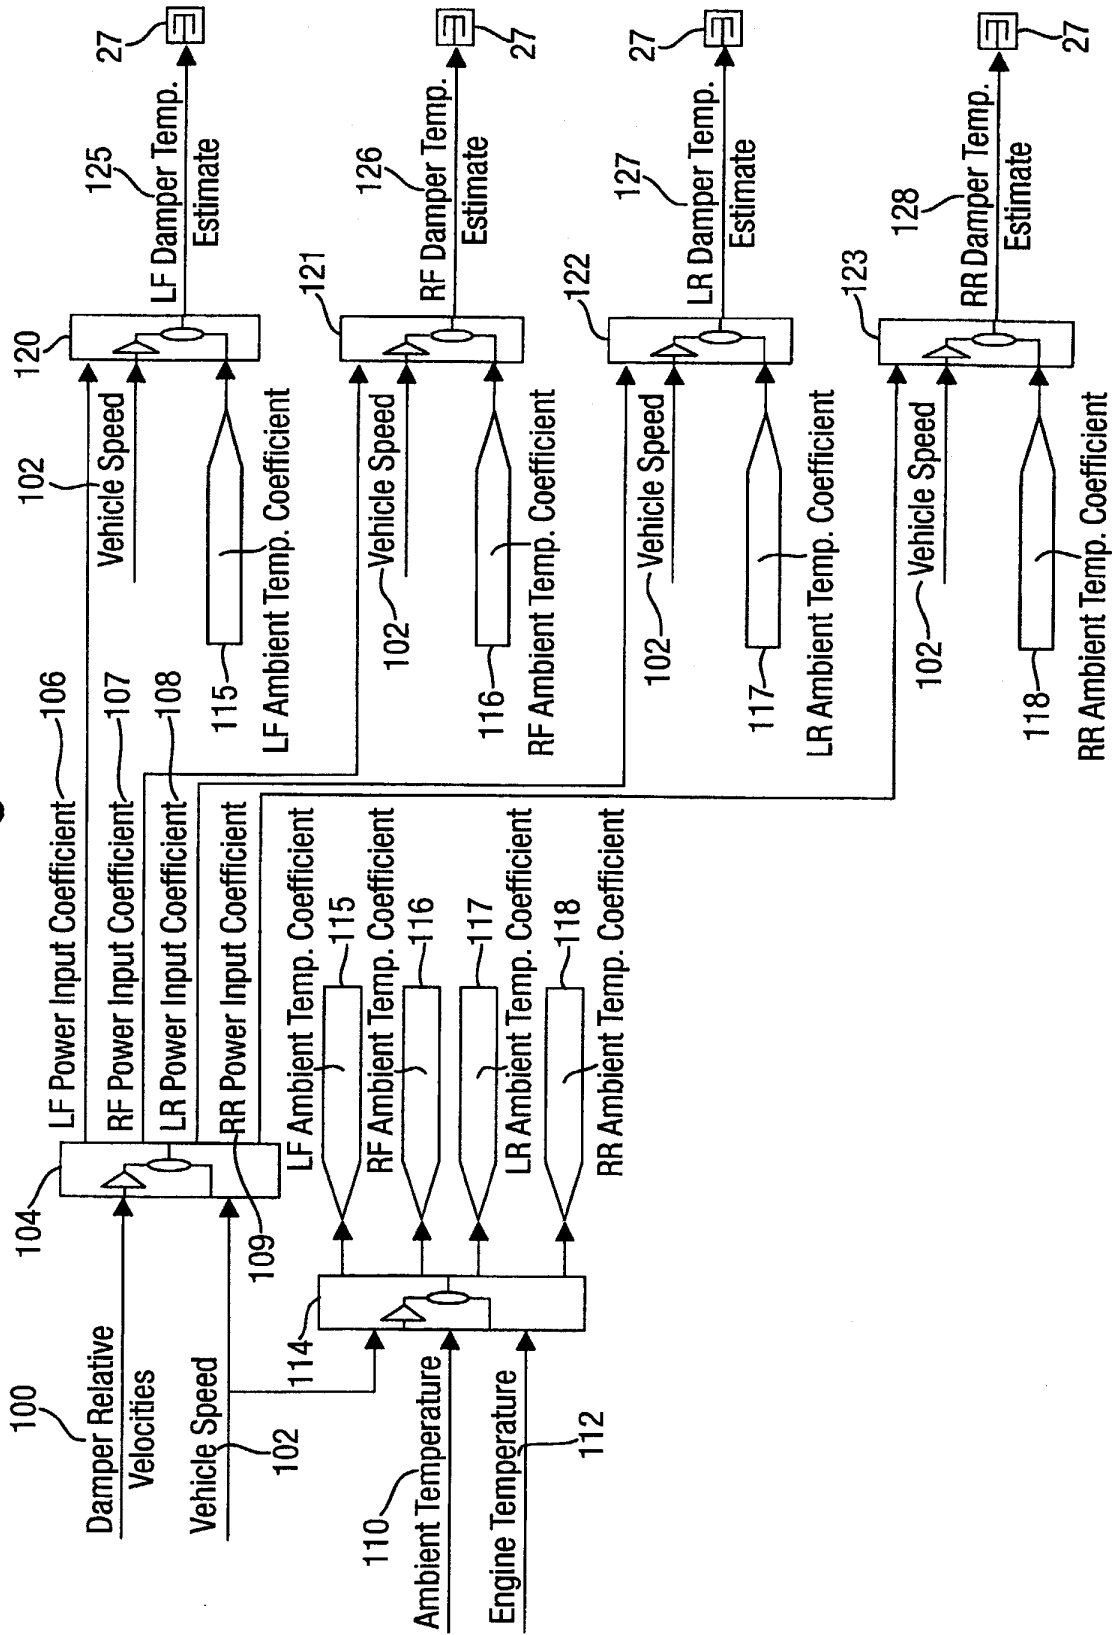 100
Damper Relative
Velocities
Vehicle Speed
102
104
LF Power Input Coefficient
106
RF Power Input Coefficient
107
LR Power Input Coefficient
108
RR Power Input Coefficient
109
110
Ambient Temperature
Engine Temperature
112
114
LF Ambient Temp. Coefficient
115
RF Ambient Temp. Coefficient
116
117
LR Ambient Temp. Coefficient
118
RR Ambient Temp. Coefficient
102
Vehicle Speed
115
LF Ambient Temp. Coefficient
120
125
LF Damper Temp.
Estimate
27
102
Vehicle Speed
116
RF Ambient Temp. Coefficient
121
126
RF Damper Temp.
Estimate
27
102
Vehicle Speed
117
LR Ambient Temp. Coefficient
122
127
LR Damper Temp.
Estimate
27
102
Vehicle Speed
118
RR Ambient Temp. Coefficient
123
128
RR Damper Temp.
Estimate
27